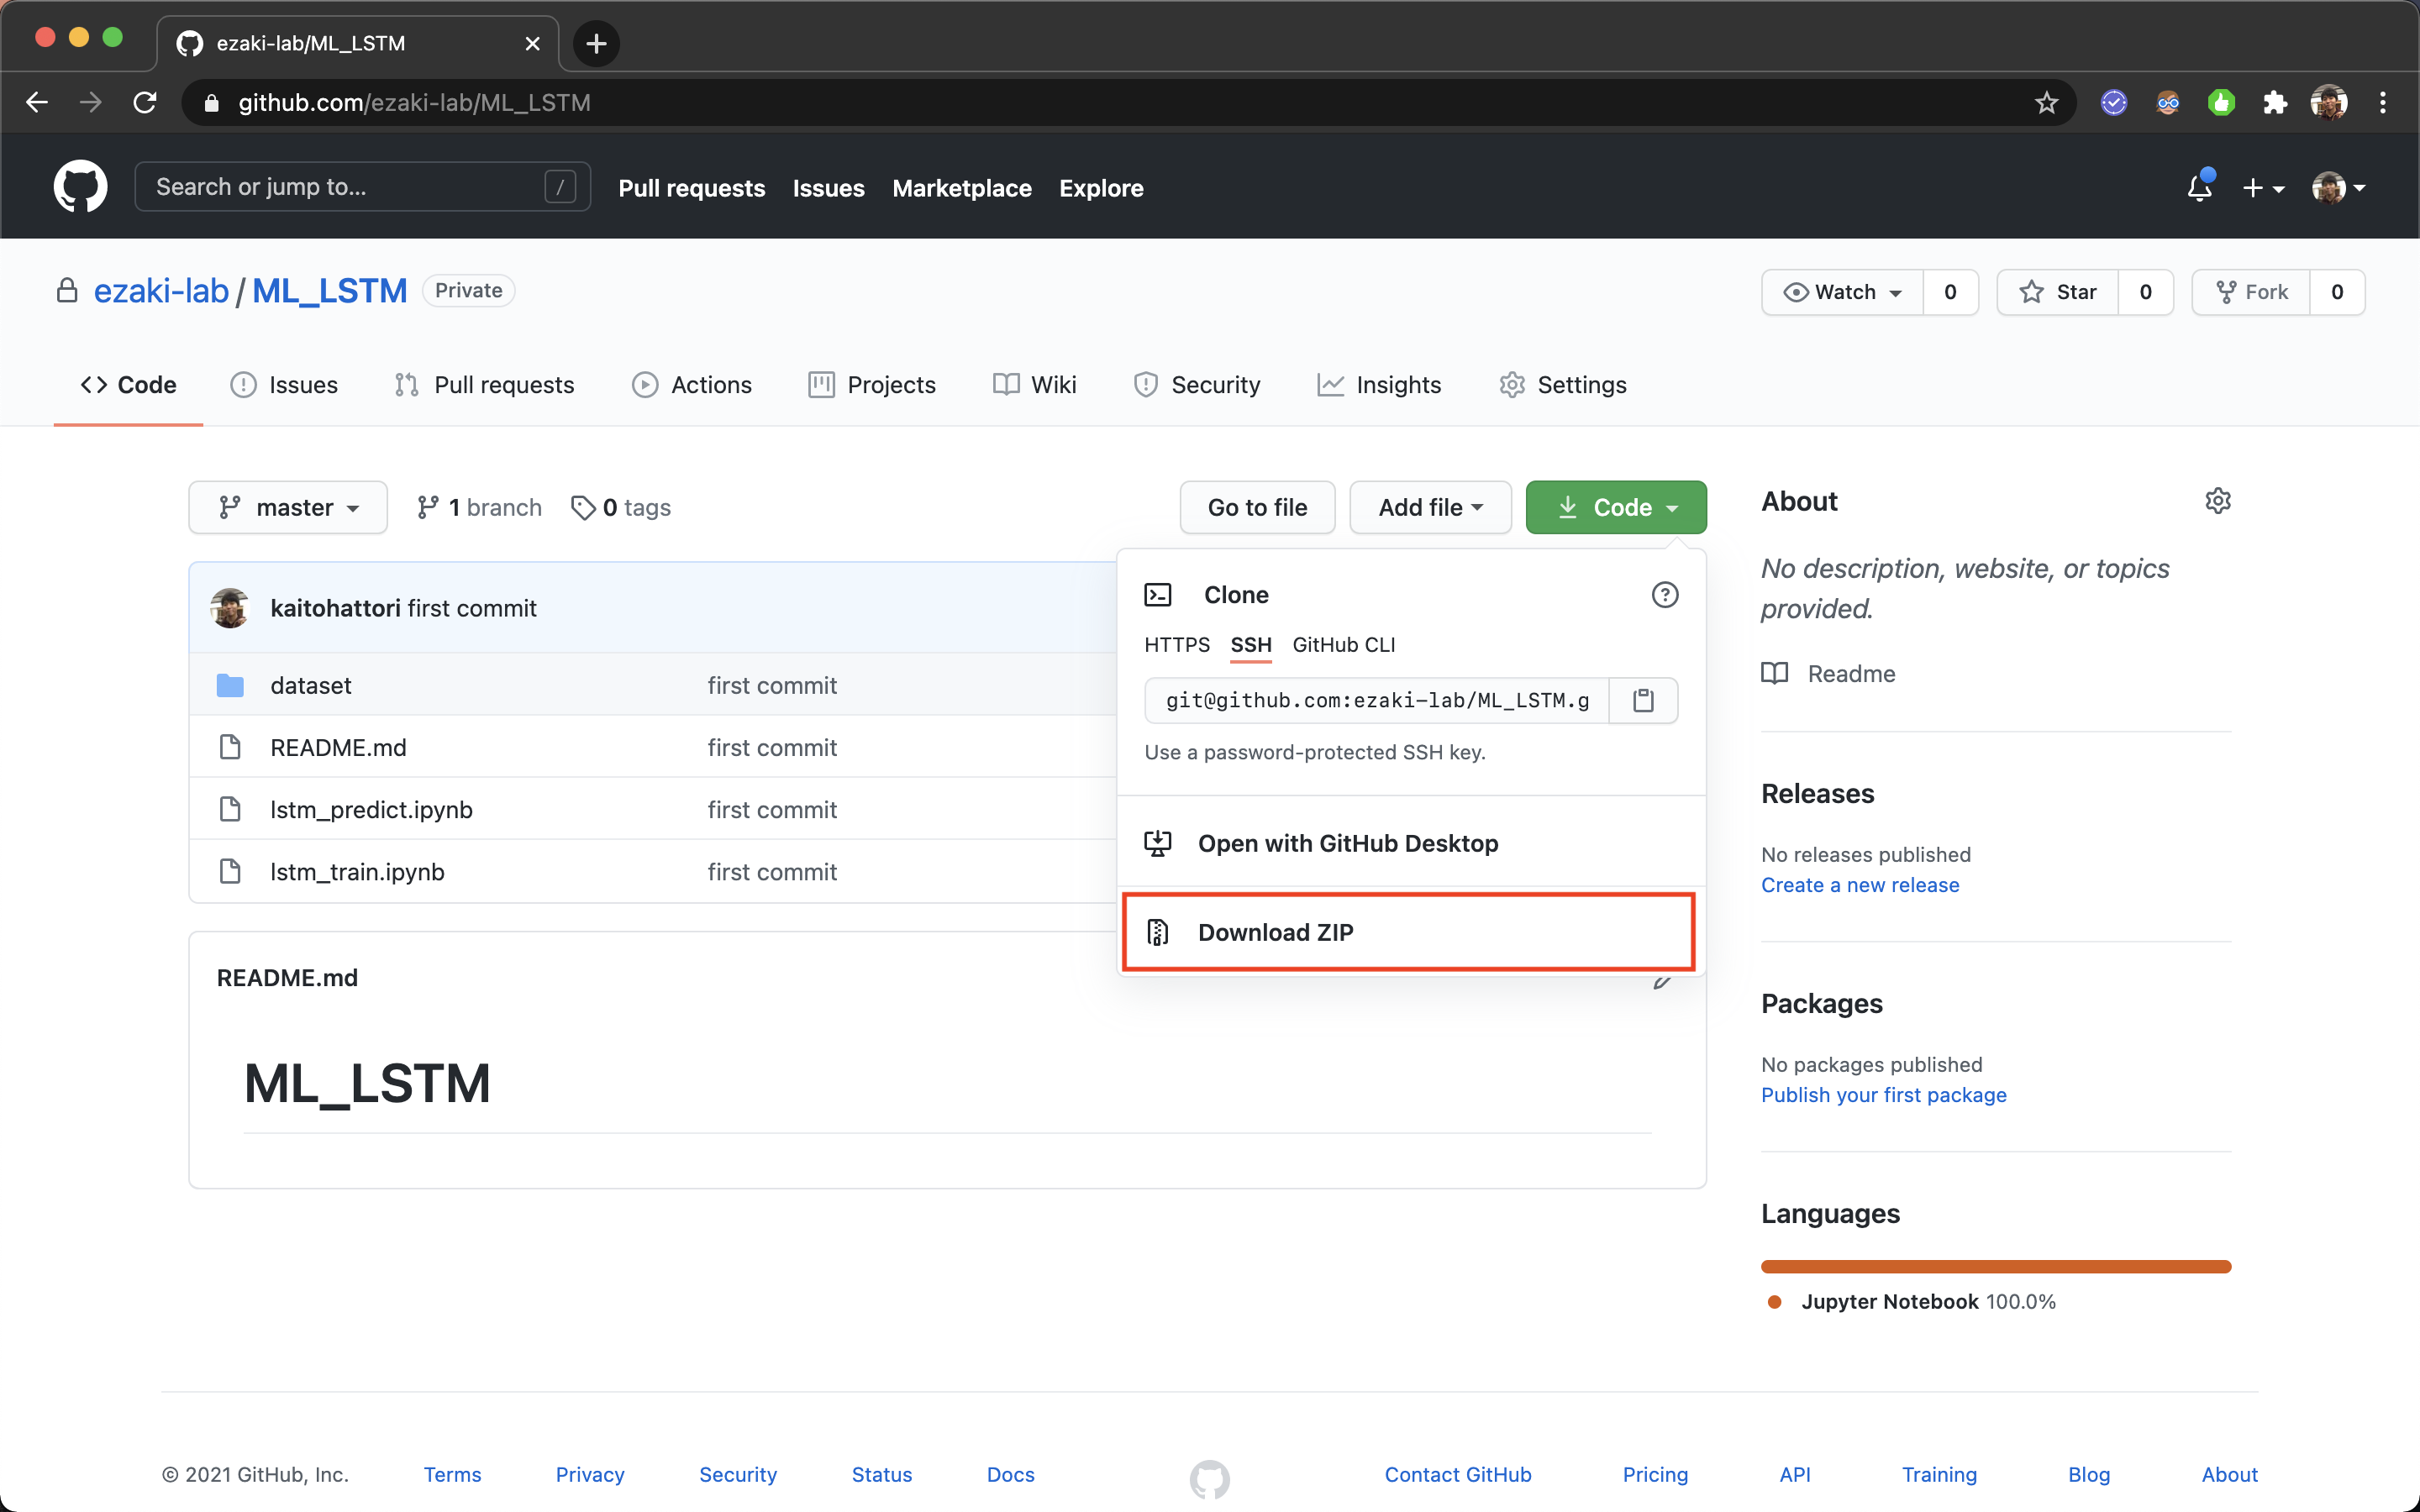 ezaki-lab/ML_LSTM
github.com/ezaki-lab/ML_LSTM
Search or jump to... /
Pull requests Issues Marketplace Explore
ezaki-lab / ML_LSTM Private
Watch 0 Star 0 Fork 0
Code Issues Pull requests Actions Projects Wiki Security Insights Settings
master 1 branch 0 tags Go to file Add file Code
kaitohattori first commit
dataset first commit
README.md first commit
lstm_predict.ipynb first commit
lstm_train.ipynb first commit
Clone
HTTPS SSH GitHub CLI
git@github.com:ezaki-lab/ML_LSTM.g
Use a password-protected SSH key.
Open with GitHub Desktop
Download ZIP
README.md
ML_LSTM
About
No description, website, or topics
provided.
Readme
Releases
No releases published
Create a new release
Packages
No packages published
Publish your first package
Languages
Jupyter Notebook 100.0%
© 2021 GitHub, Inc. Terms Privacy Security Status Docs Contact GitHub Pricing API Training Blog About